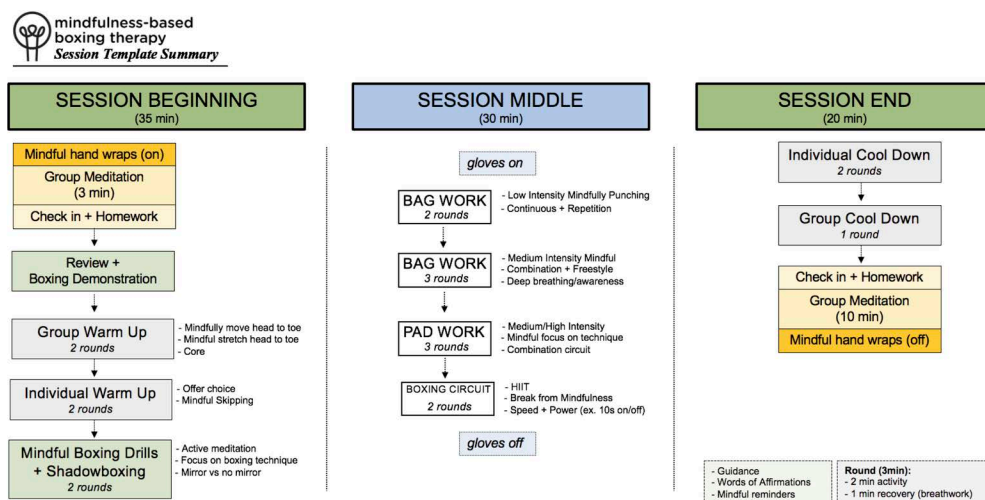 mindfulness-based
boxing therapy
Session Template Summary
SESSION BEGINNING
(35 min)
Mindful hand wraps (on)
Group Meditation
(3 min)
Check in + Homework
Review +
Boxing Demonstration
Group Warm Up
2 rounds
- Mindfully move head to toe
- Mindful stretch head to toe
- Core
Individual Warm Up
2 rounds
- Offer choice
- Mindful Skipping
Mindful Boxing Drills
+ Shadowboxing
2 rounds
- Active meditation
- Focus on boxing technique
- Mirror vs no mirror
SESSION MIDDLE
(30 min)
gloves on
BAG WORK
2 rounds
- Low Intensity Mindfully Punching
- Continuous + Repetition
BAG WORK
3 rounds
- Medium Intensity Mindful
- Combination + Freestyle
- Deep breathing/awareness
PAD WORK
3 rounds
- Medium/High Intensity
- Mindful focus on technique
- Combination circuit
BOXING CIRCUIT
2 rounds
- HIIT
- Break from Mindfulness
- Speed + Power (ex. 10s on/off)
gloves off
SESSION END
(20 min)
Individual Cool Down
2 rounds
Group Cool Down
1 round
Check in + Homework
Group Meditation
(10 min)
Mindful hand wraps (off)
- Guidance
- Words of Affirmations
- Mindful reminders
Round (3min):
- 2 min activity
- 1 min recovery (breathwork)